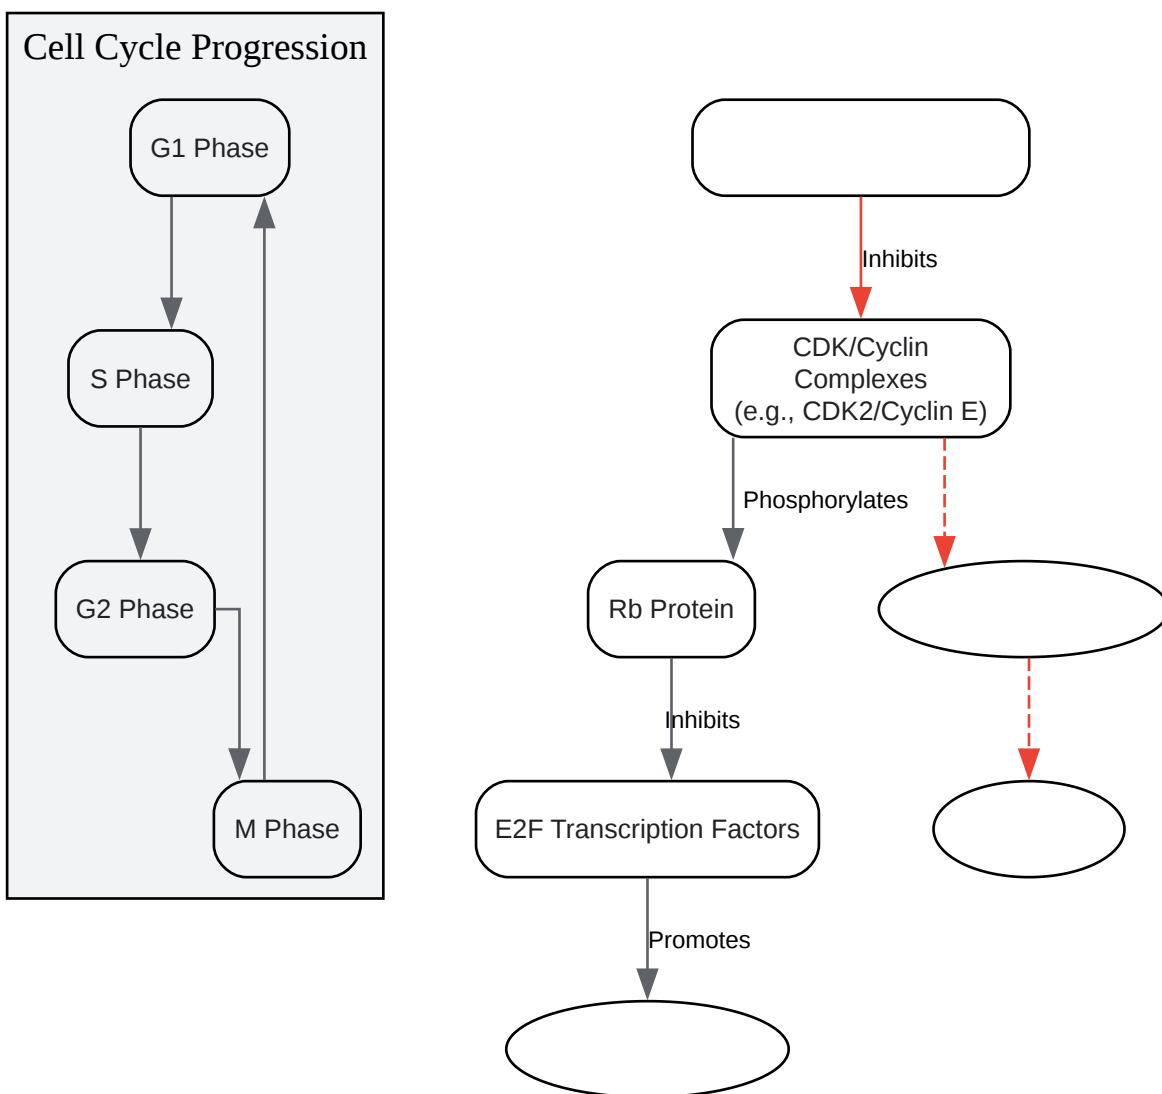 Cell Cycle Progression
G1 Phase
S Phase
G2 Phase
M Phase
Inhibits
CDK/Cyclin
Complexes
(e.g., CDK2/Cyclin E)
Phosphorylates
Rb Protein
Inhibits
E2F Transcription Factors
Promotes